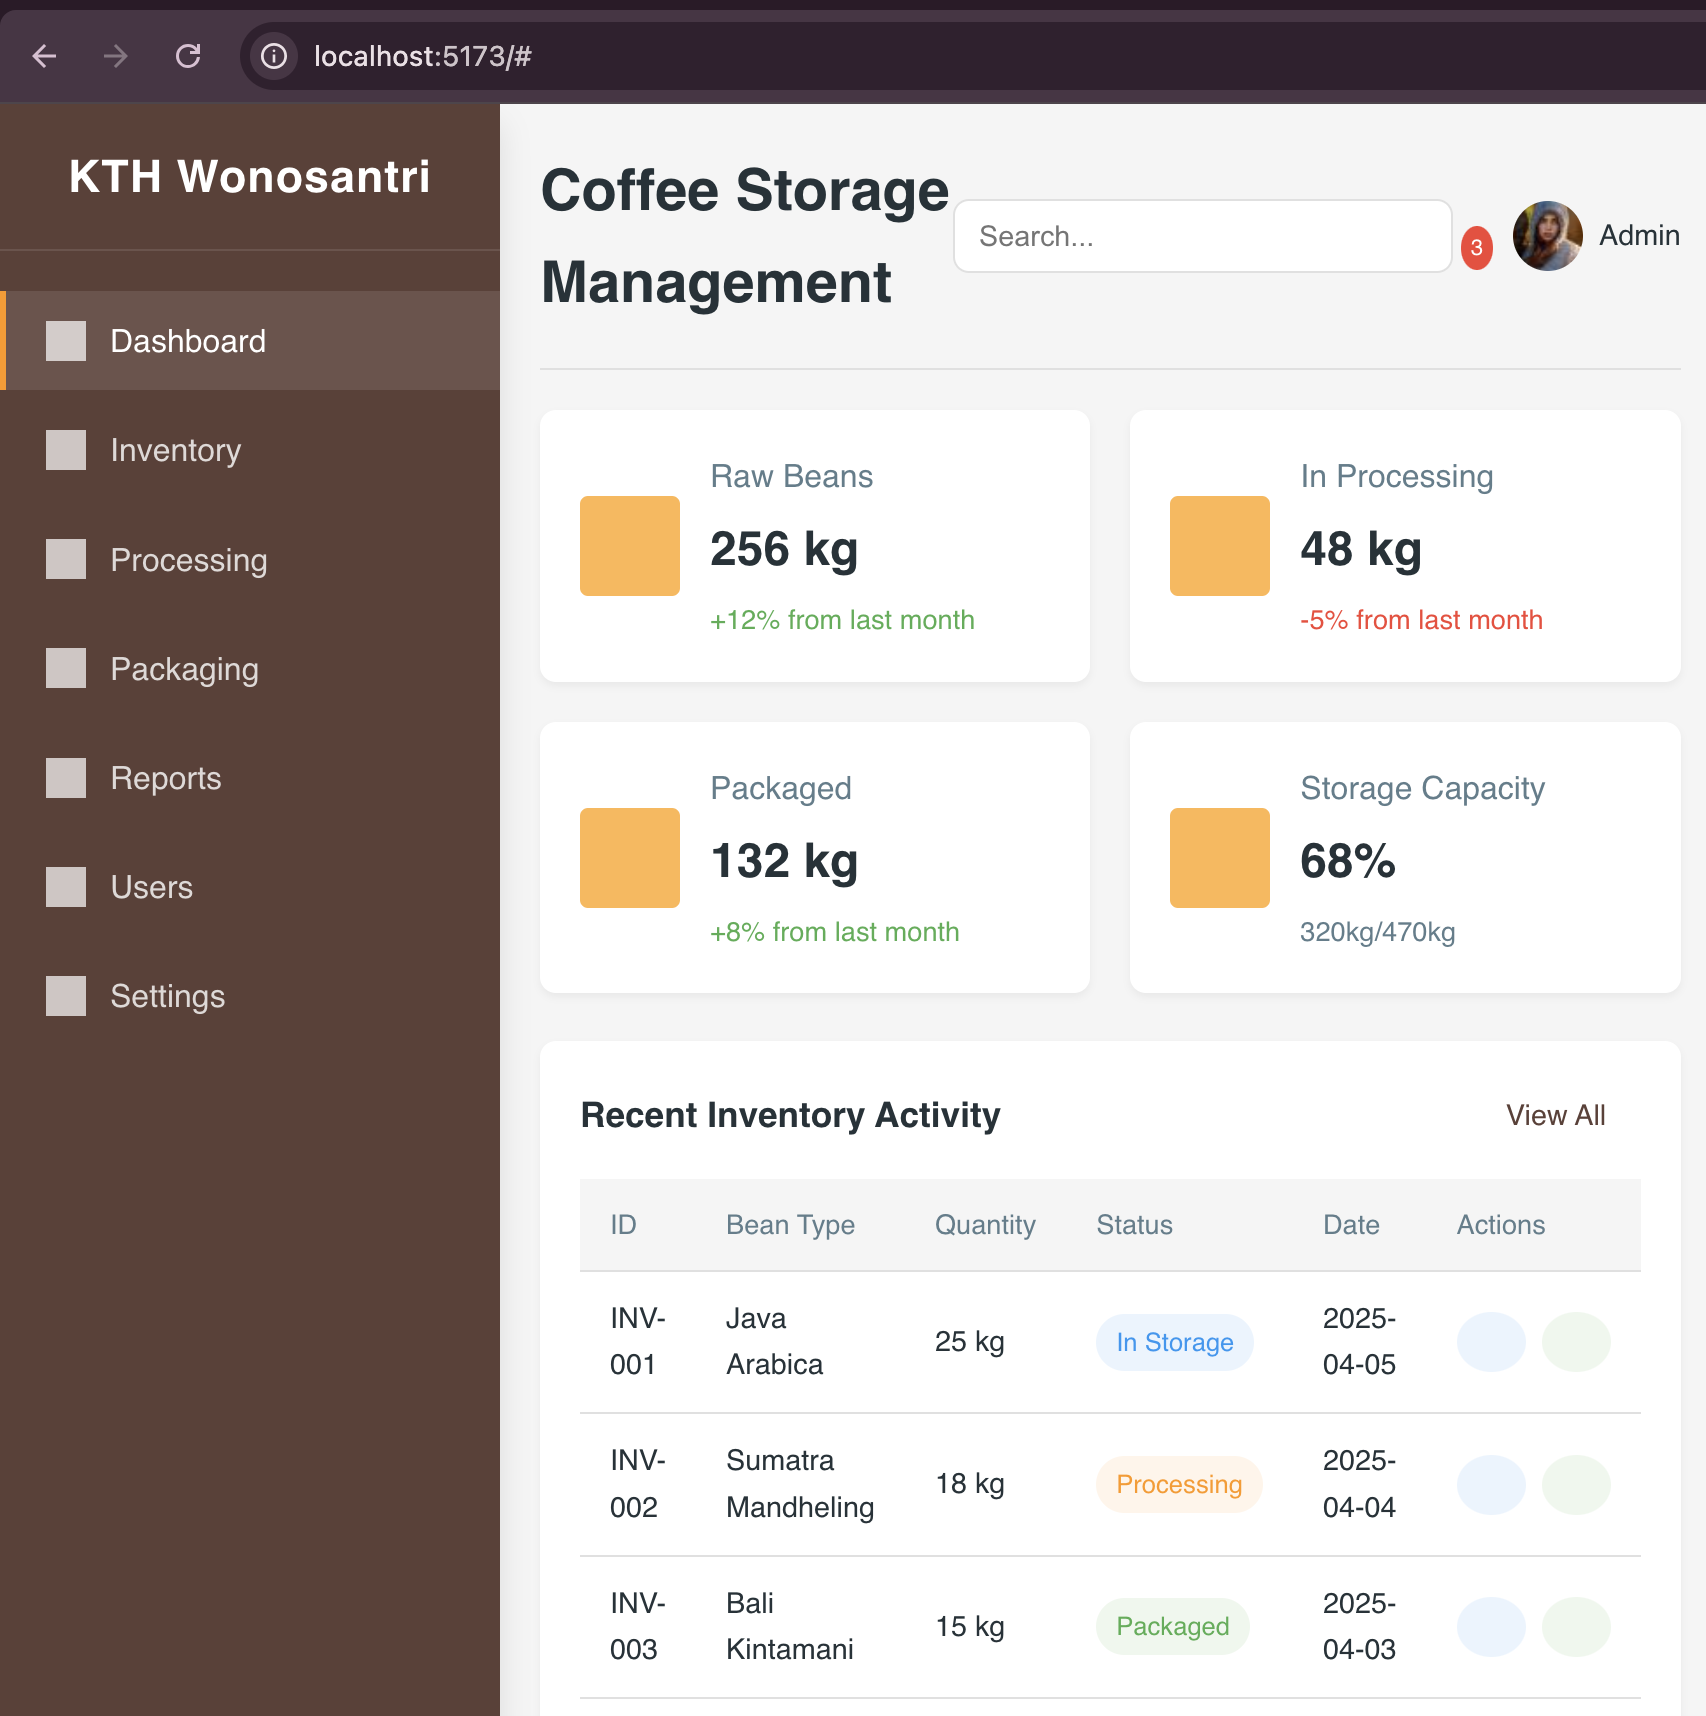 localhost:5173/#
KTH Wonosantri
Dashboard
Inventory
Processing
Packaging
Reports
Users
Settings
Coffee Storage
Management
Search...
3
Admin
Raw Beans
256 kg
+12% from last month
In Processing
48 kg
-5% from last month
Packaged
132 kg
+8% from last month
Storage Capacity
68%
320kg/470kg
Recent Inventory Activity
View All
ID Bean Type Quantity Status Date Actions
INV-
001
Java
Arabica
25 kg
In Storage
2025-
04-05
INV-
002
Sumatra
Mandheling
18 kg
Processing
2025-
04-04
INV-
003
Bali
Kintamani
15 kg
Packaged
2025-
04-03